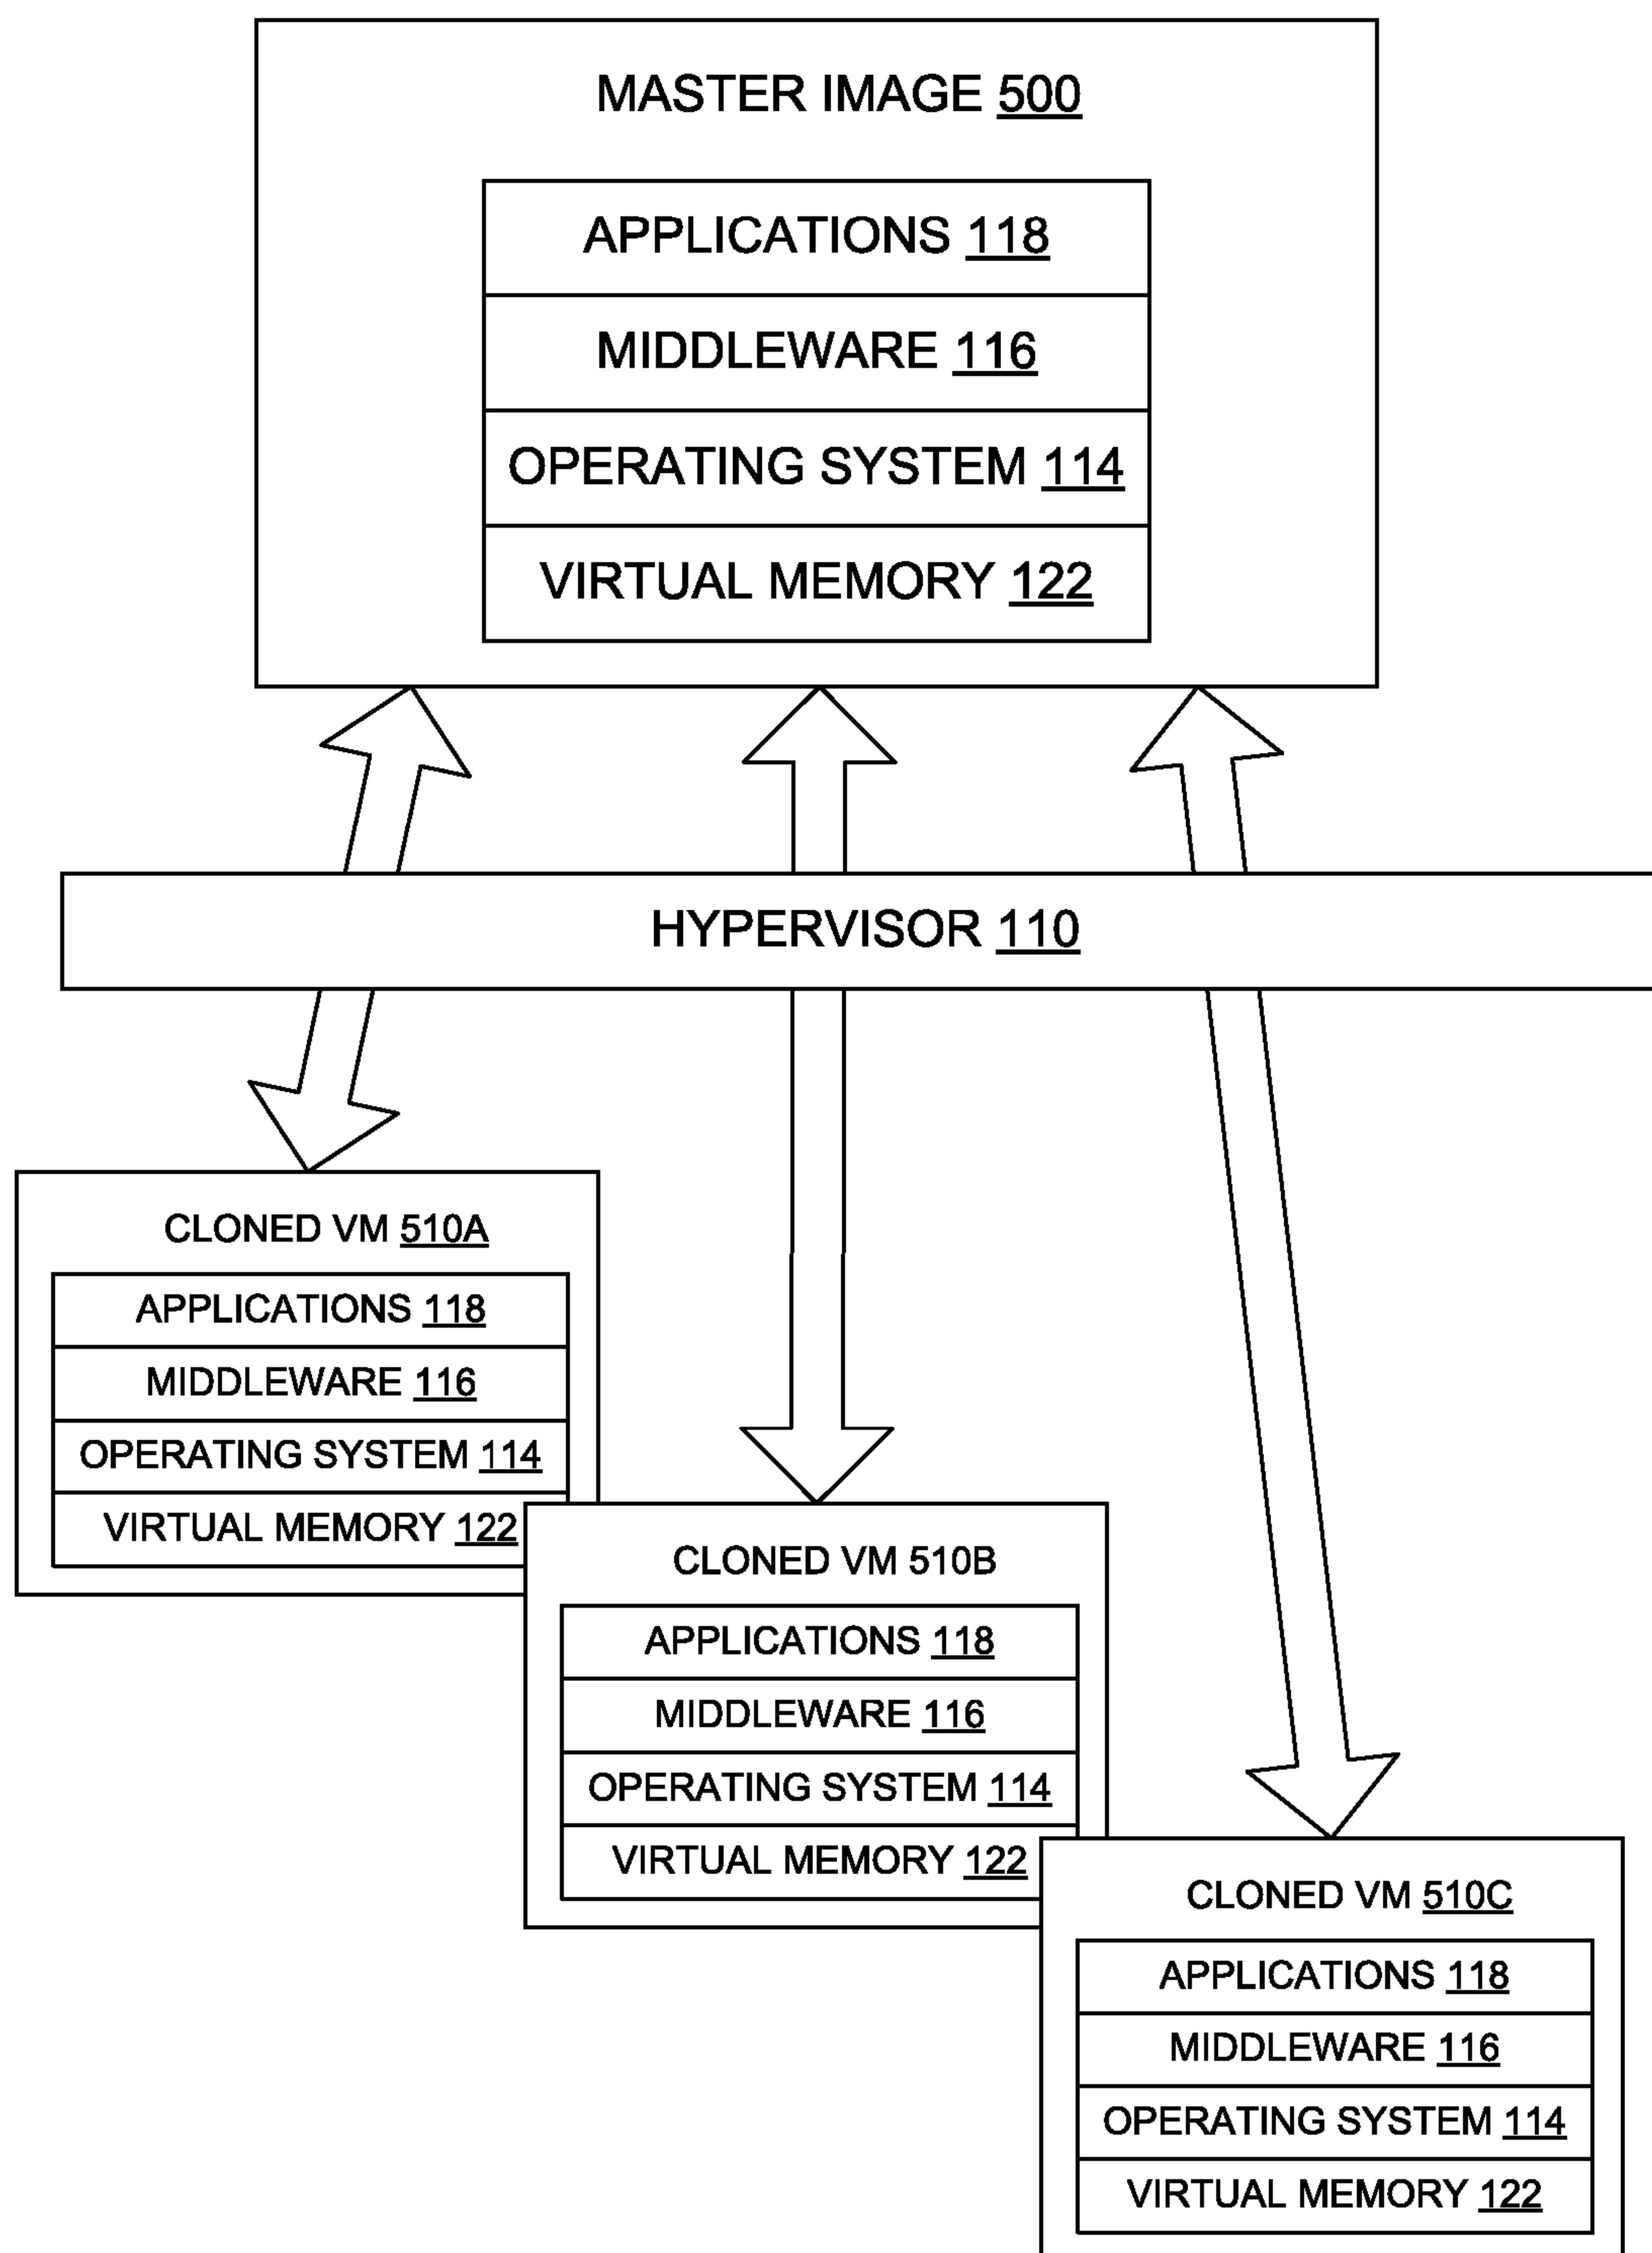 MASTER IMAGE 500
APPLICATIONS 118
MIDDLEWARE 116
OPERATING SYSTEM 114
VIRTUAL MEMORY 122
HYPERVISOR 110
CLONED VM 510A
APPLICATIONS 118
MIDDLEWARE 116
OPERATING SYSTEM 114
VIRTUAL MEMORY 122
CLONED VM 510B
APPLICATIONS 118
MIDDLEWARE 116
OPERATING SYSTEM 114
VIRTUAL MEMORY 122
CLONED VM 510C
APPLICATIONS 118
MIDDLEWARE 116
OPERATING SYSTEM 114
VIRTUAL MEMORY 122